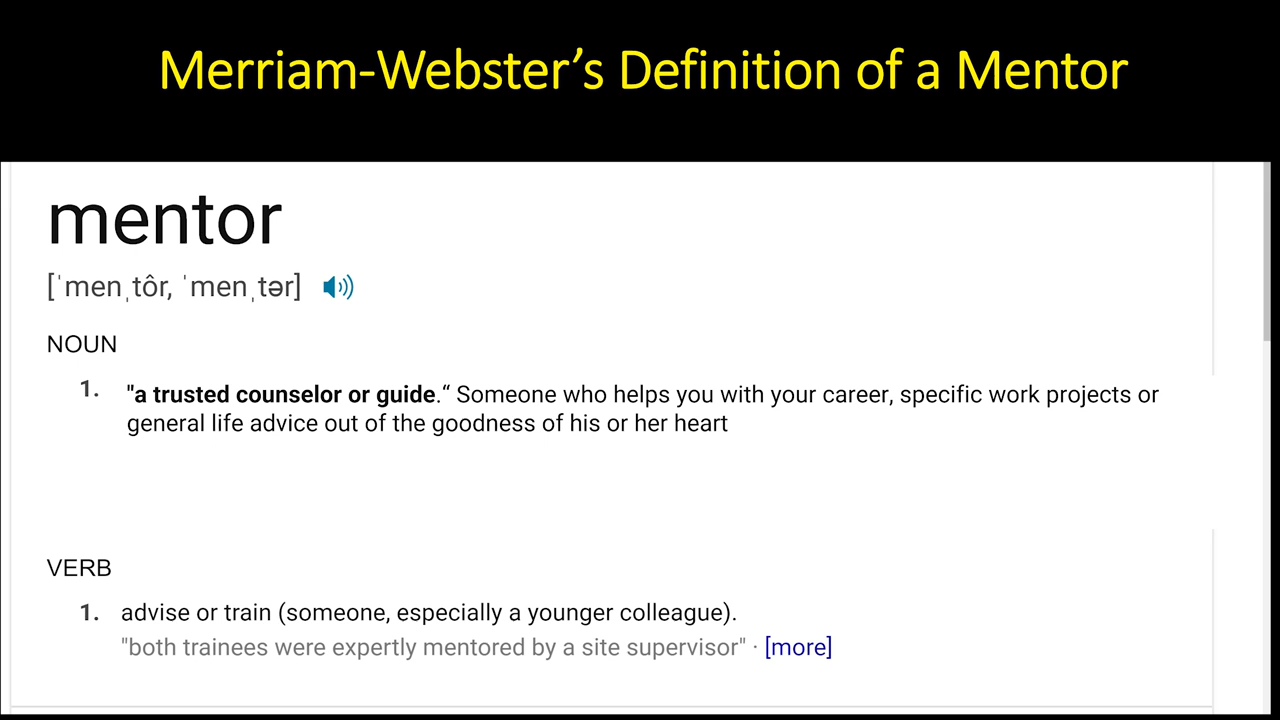 Merriam-Webster’s Definition of a Mentor
mentor
[ˈmenˌtôr, ˈmenˌtər]
NOUN
1. "a trusted counselor or guide.“ Someone who helps you with your career, specific work projects or
general life advice out of the goodness of his or her heart
VERB
1. advise or train (someone, especially a younger colleague).
"both trainees were expertly mentored by a site supervisor" · [more]